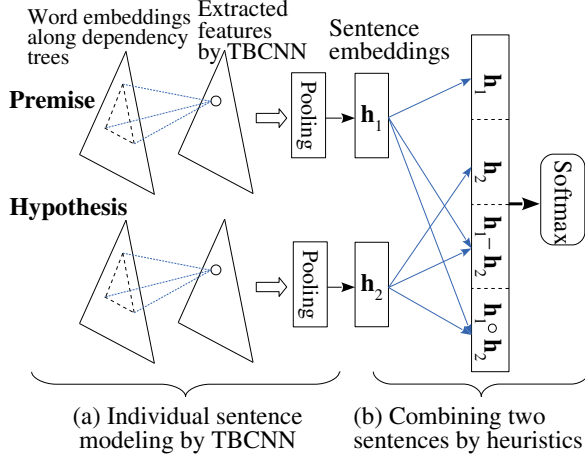 Word embeddings
along dependency
trees
Extracted
features
by TBCNN
Sentence
embeddings
Premise
Pooling
h₁
Hypothesis
Pooling
h₂
h₁
h₂
h₁− h₂
h₁○ h₂
Softmax
(a) Individual sentence
modeling by TBCNN
(b) Combining two
sentences by heuristics